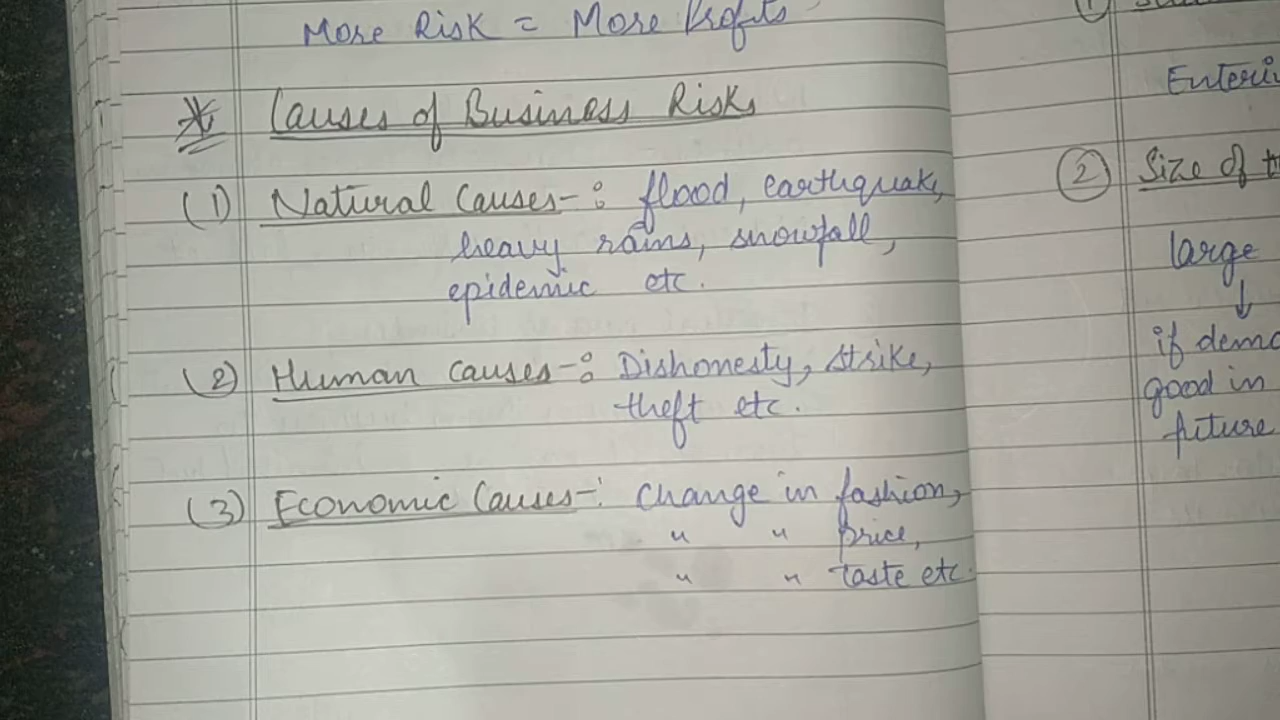 More Risk = More Profits
* Causes of Business Risks
(1) Natural Causes-: flood, earthquake,
heavy rains, snowfall,
epidemic etc.
(2) Human causes-: Dishonesty, strike,
theft etc.
(3) Economic Causes-: Change in fashion,
" " price,
" " taste etc.
(1)
Enteri
(2) Size of t
large
↓
if dema
good in
future